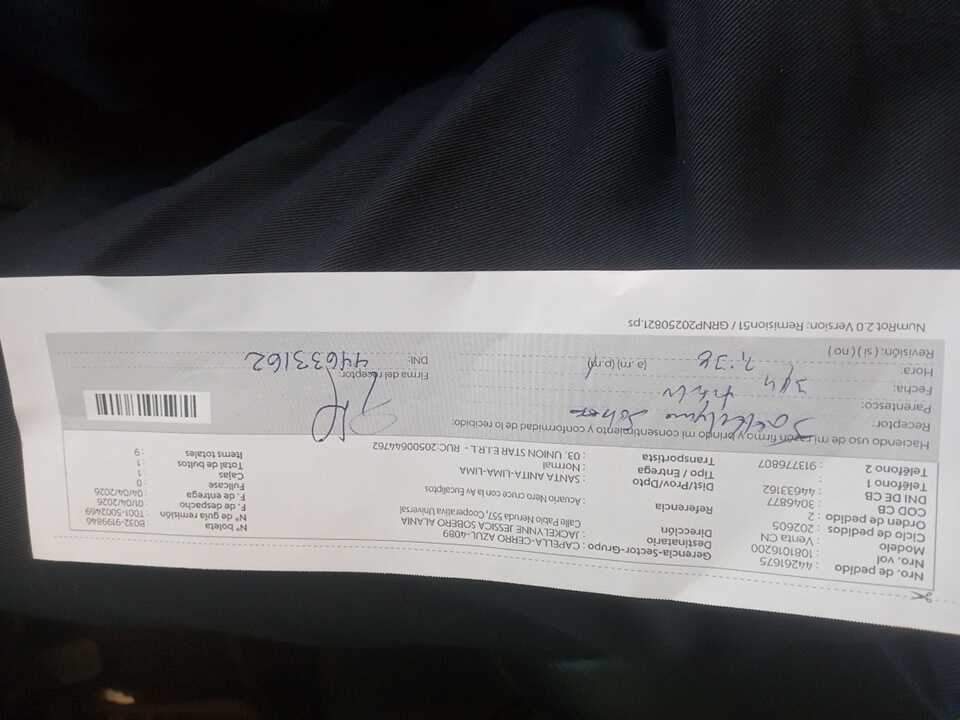 Nro. de pedido : 44261675
Nro. vol : 1081016200
Modelo : Venta CN
Ciclo de pedidos : 202605
Orden de pedido : 2
COD CB : 3046877
DNI DE CB : 44633162
Teléfono 1 :
Teléfono 2 : 913776807
Gerencia-Sector-Grupo : CAPELLA-CERRO AZUL-4089
Destinatario : JACKELYNNE JESSICA SOBERO ALANIA
Dirección : Calle Pablo Neruda 557, Cooperativa Universal
Referencia : Acuario Nero cruce con la Av Eucaliptos
Dist/Prov/Dpto : SANTA ANITA-LIMA-LIMA
Tipo / Entrega : Normal
Transportista : 03. UNION STAR E.I.R.L - RUC-20500644762
N° boleta : B032-9199846
N° de guía remisión : T001-5002469
F. de despacho : 01/04/2026
F. de entrega : 04/04/2026
Fullcase : 0
Cajas : 1
Total de bultos : 1
Items totales : 9
Haciendo uso de mi razón firmo y brindo mi consentimiento y conformidad de lo recibido:
Receptor:
Parentesco: titular
Fecha: 3/4
Hora: (a.m) (p.m)
Revisión: ( si ) ( no )
Firma del receptor:
DNI: 44633162
NumRot 2.0 Version: Remision51 / GRNP20250821.ps